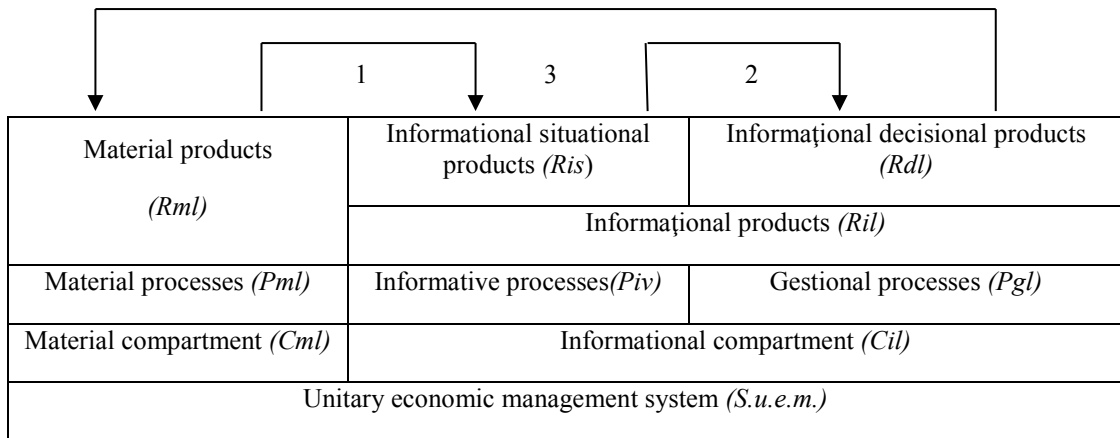 1 3 2
Material products
(Rml)
Informational situational
products (Ris)
Informaţional decisional products
(Rdl)
Informaţional products (Ril)
Material processes (Pml)
Informative processes(Piv)
Gestional processes (Pgl)
Material compartment (Cml)
Informational compartment (Cil)
Unitary economic management system (S.u.e.m.)